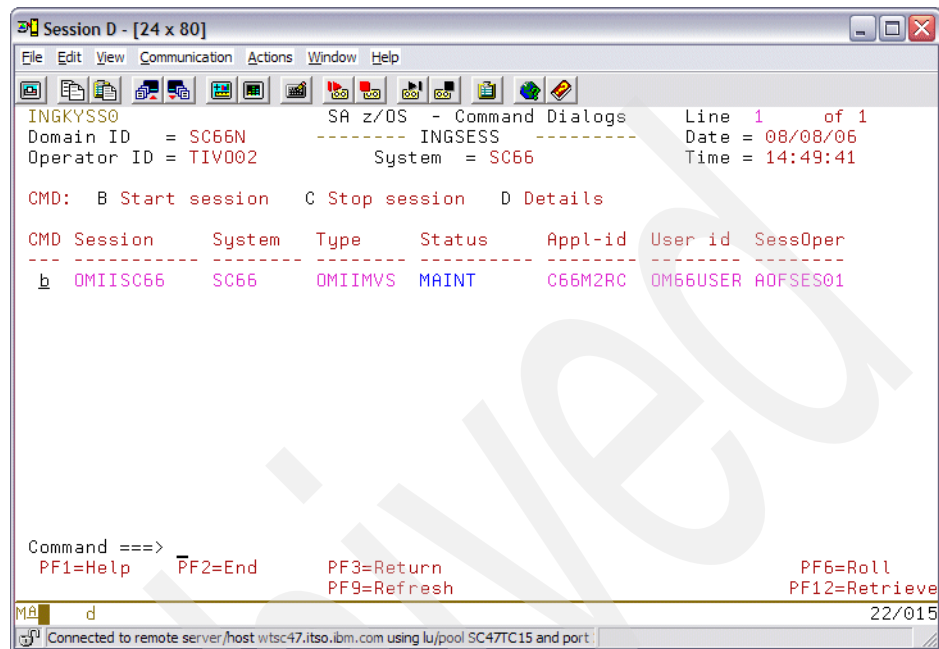 Session D - [24 x 80]
File Edit View Communication Actions Window Help
INGKYSS0 SA z/OS - Command Dialogs Line 1 of 1
Domain ID = SC66N -------- INGSESS --------- Date = 08/08/06
Operator ID = TIVO02 System = SC66 Time = 14:49:41
CMD: B Start session C Stop session D Details
CMD Session System Type Status Appl-id User id SessOper
--- ----------- -------- -------- ---------- -------- -------- --------
b OMIISC66 SC66 OMIIMVS MAINT C66M2RC OM66USER AOFSES01
Command ===> _
PF1=Help PF2=End PF3=Return PF6=Roll
PF9=Refresh PF12=Retrieve
MA d 22/015
Connected to remote server/host wtsc47.itso.ibm.com using lu/pool SC47TC15 and port